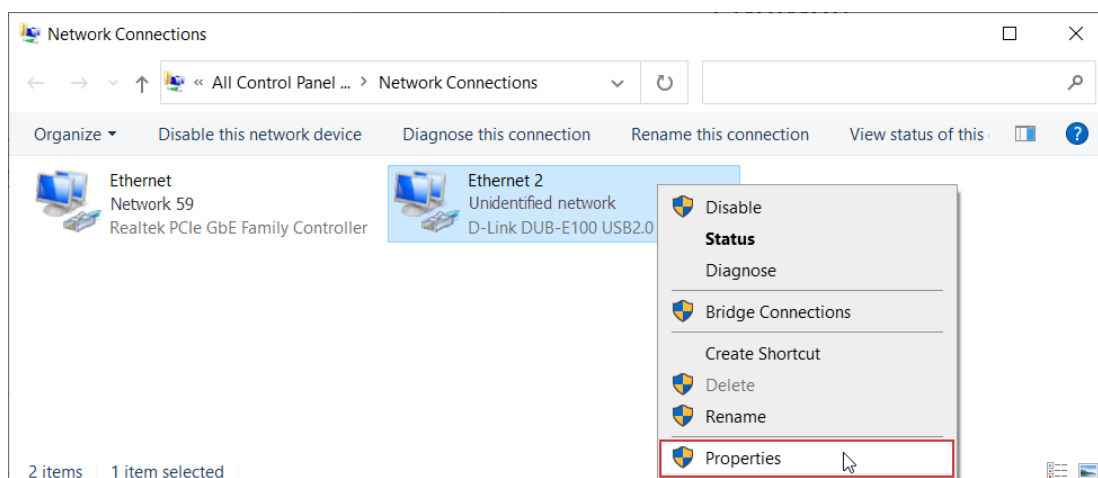 Network Connections
« All Control Panel ... > Network Connections
Organize Disable this network device Diagnose this connection Rename this connection View status of this
Ethernet
Network 59
Realtek PCIe GbE Family Controller
Ethernet 2
Unidentified network
D-Link DUB-E100 USB2.0
Disable
Status
Diagnose
Bridge Connections
Create Shortcut
Delete
Rename
Properties
2 items 1 item selected